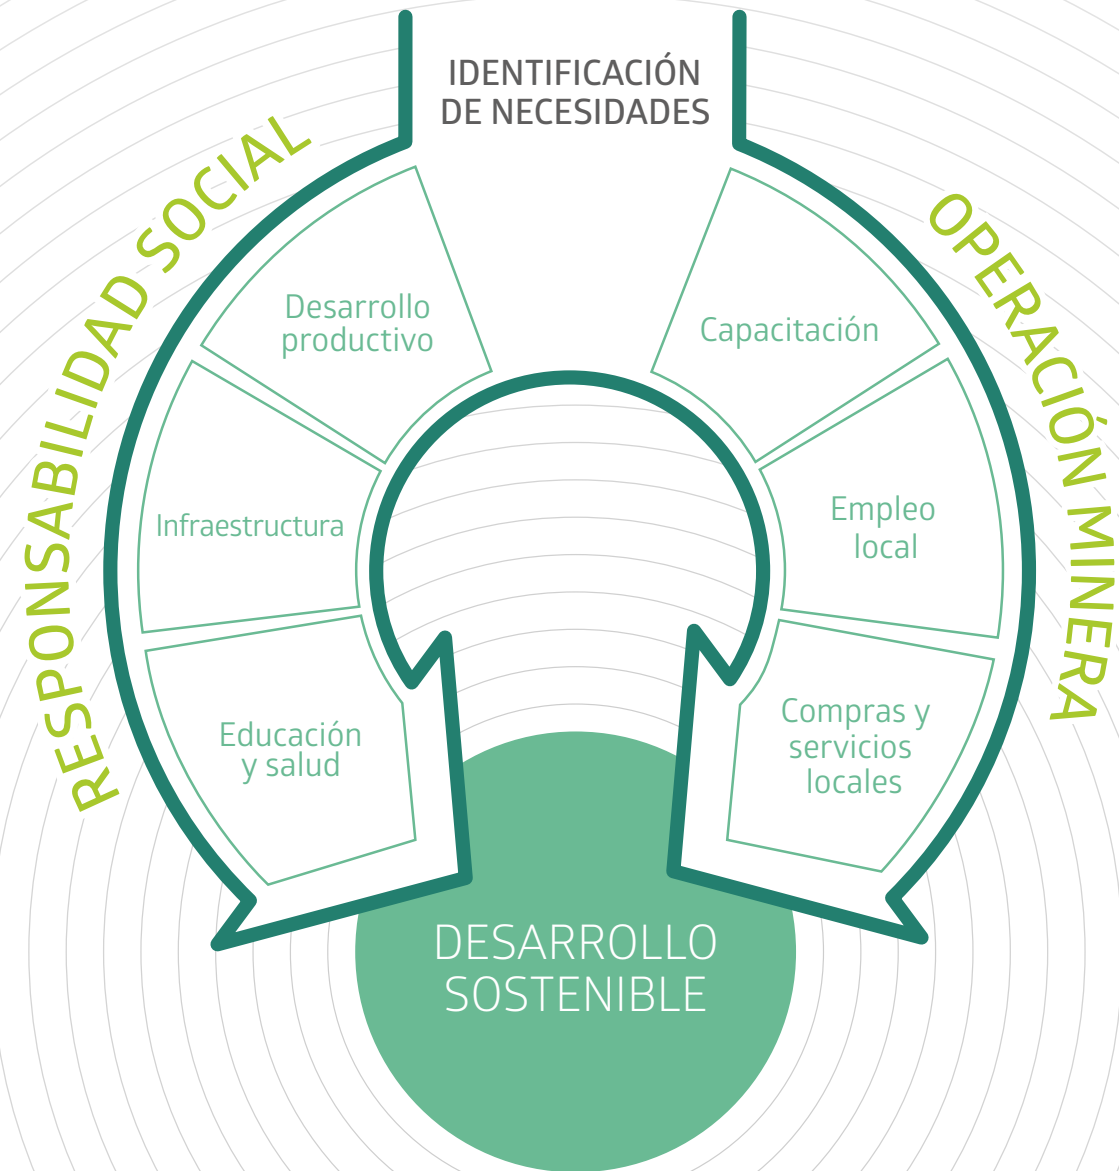 IDENTIFICACIÓN
DE NECESIDADES
RESPONSABILIDAD SOCIAL
Desarrollo
productivo
Infraestructura
Educación
y salud
OPERACIÓN MINERA
Capacitación
Empleo
local
Compras y
servicios
locales
DESARROLLO
SOSTENIBLE